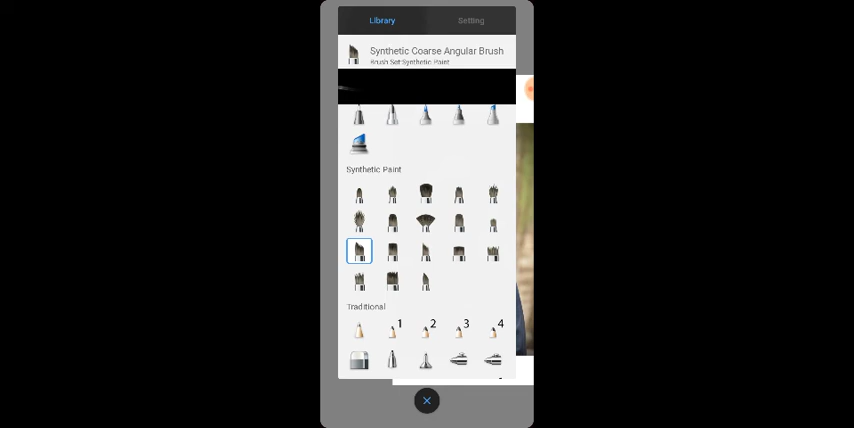 Library
Setting
Synthetic Coarse Angular Brush
Brush Set:Synthetic Paint
Synthetic Paint
Traditional
1 2 3 4